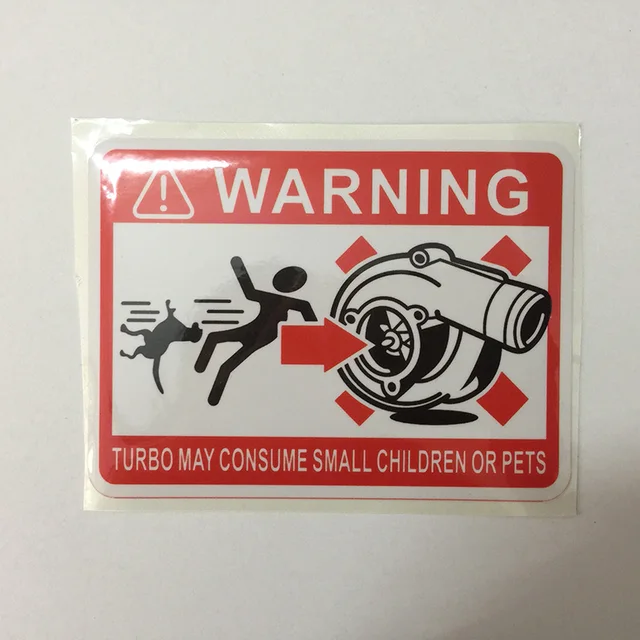 WARNING
TURBO MAY CONSUME SMALL CHILDREN OR PETS